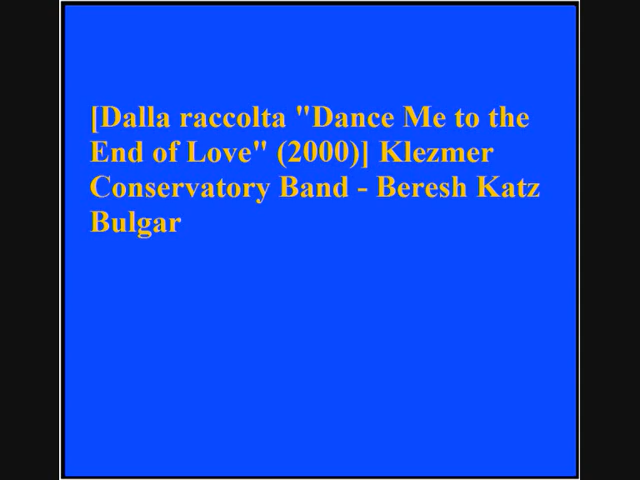 [Dalla raccolta "Dance Me to the
End of Love" (2000)] Klezmer
Conservatory Band - Beresh Katz
Bulgar